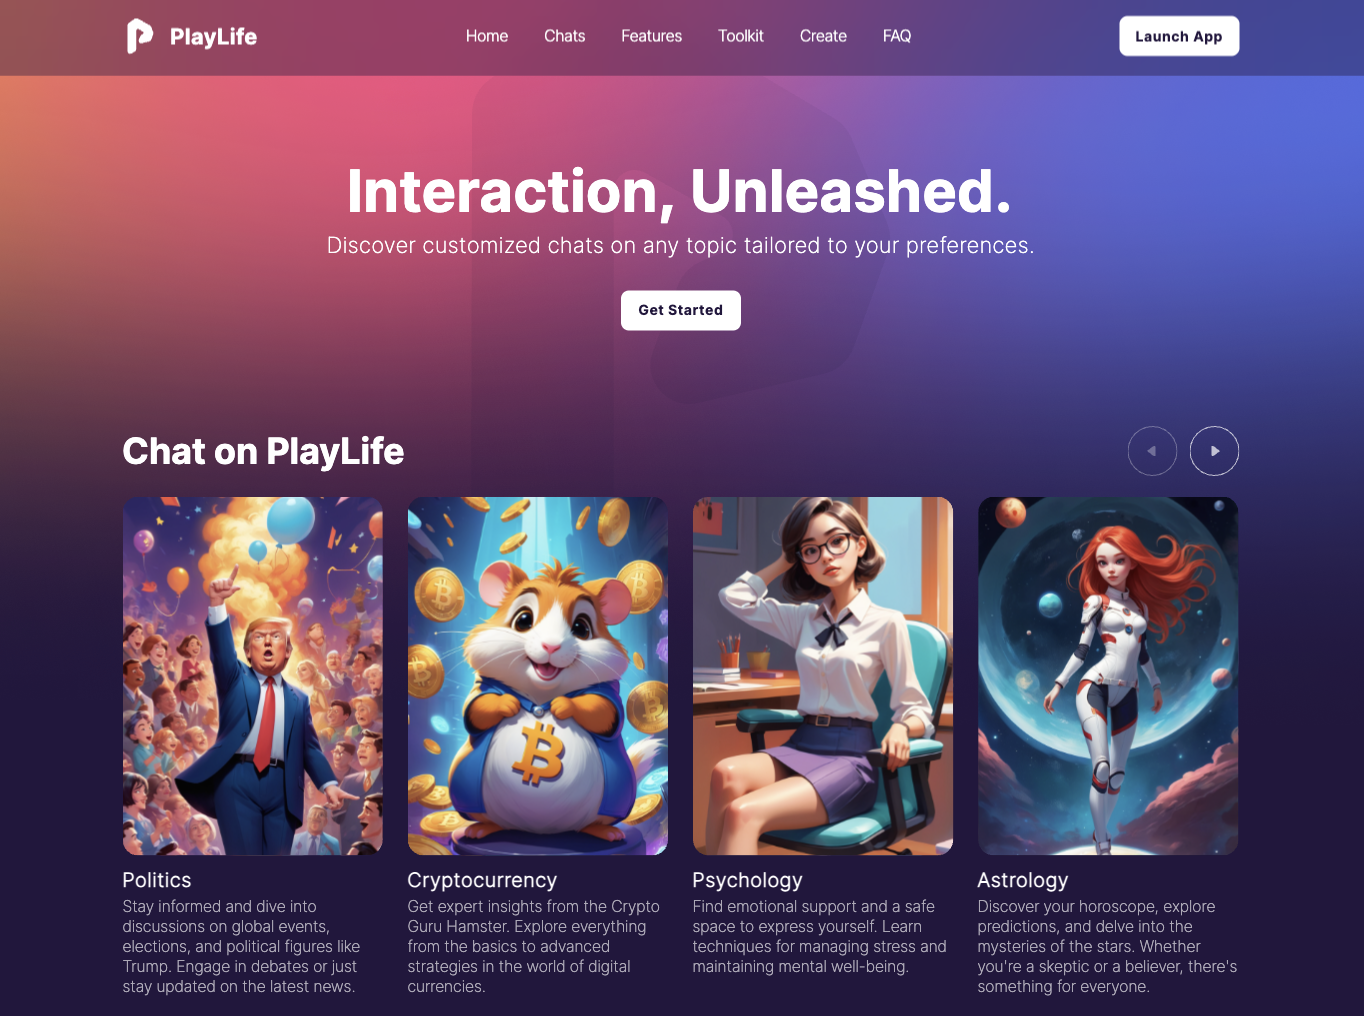 PlayLife
Home Chats Features Toolkit Create FAQ
Launch App
Interaction, Unleashed.
Discover customized chats on any topic tailored to your preferences.
Get Started
Chat on PlayLife
Politics
Stay informed and dive into
discussions on global events,
elections, and political figures like
Trump. Engage in debates or just
stay updated on the latest news.
Cryptocurrency
Get expert insights from the Crypto
Guru Hamster. Explore everything
from the basics to advanced
strategies in the world of digital
currencies.
Psychology
Find emotional support and a safe
space to express yourself. Learn
techniques for managing stress and
maintaining mental well-being.
Astrology
Discover your horoscope, explore
predictions, and delve into the
mysteries of the stars. Whether
you're a skeptic or a believer, there's
something for everyone.